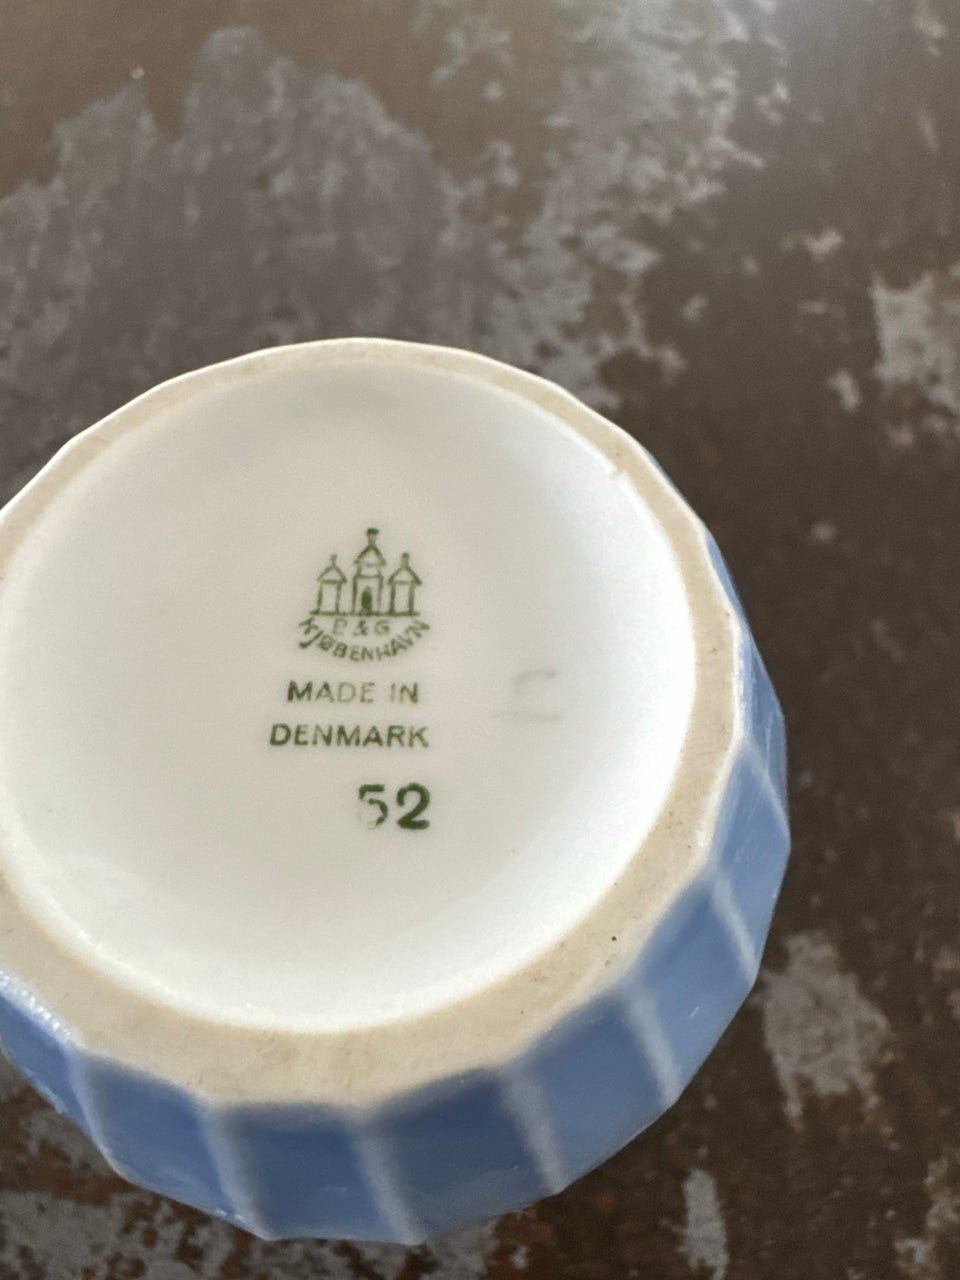 B & G
KJØBENHAVN
MADE IN
DENMARK
52